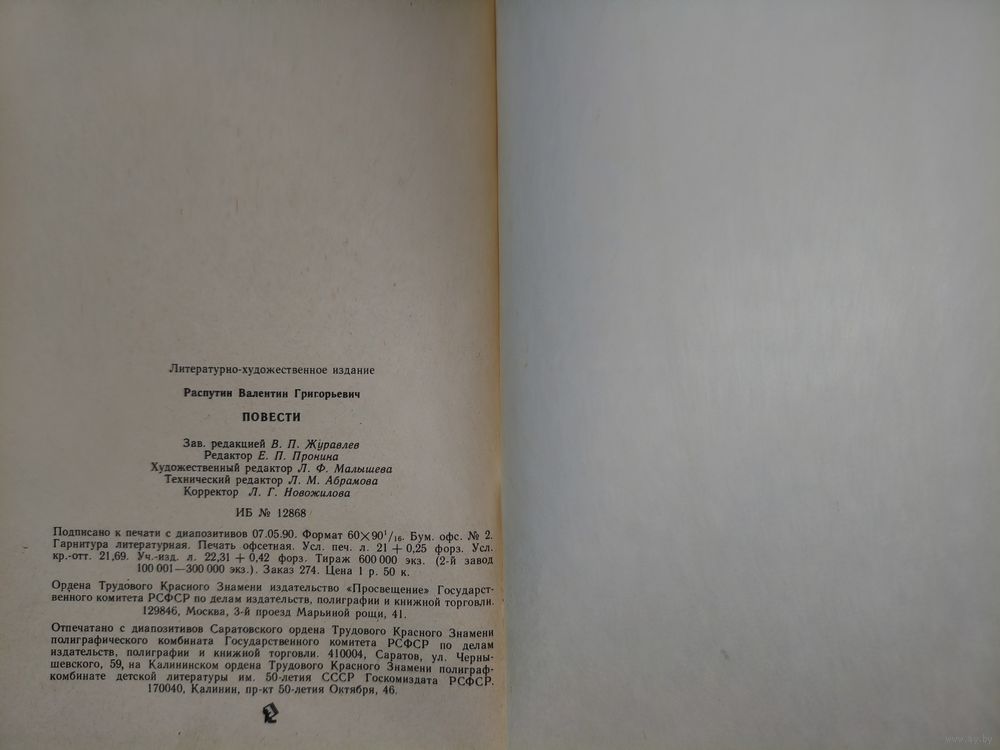 Литературно-художественное издание
Распутин Валентин Григорьевич
ПОВЕСТИ
Зав. редакцией В. П. Журавлев
Редактор Е. П. Пронина
Художественный редактор Л. Ф. Малышева
Технический редактор Л. М. Абрамова
Корректор Л. Г. Новожилова
ИБ № 12868
Подписано к печати с диапозитивов 07.05.90. Формат 60×90¹/₁₆. Бум. офс. № 2.
Гарнитура литературная. Печать офсетная. Усл. печ. л. 21+0,25 форз. Усл.
кр.-отт. 21,69. Уч.-изд. л. 22,31+0,42 форз. Тираж 600 000 экз. (2-й завод
100 001—300 000 экз.). Заказ 274. Цена 1 р. 50 к.
Ордена Трудового Красного Знамени издательство «Просвещение» Государст-
венного комитета РСФСР по делам издательств, полиграфии и книжной торговли.
129846, Москва, 3-й проезд Марьиной рощи, 41.
Отпечатано с диапозитивов Саратовского ордена Трудового Красного Знамени
полиграфического комбината Государственного комитета РСФСР по делам
издательств, полиграфии и книжной торговли. 410004, Саратов, ул. Черны-
шевского, 59, на Калининском ордена Трудового Красного Знамени полиграф-
комбинате детской литературы им. 50-летия СССР Госкомиздата РСФСР.
170040, Калинин, пр-кт 50-летия Октября, 46.
www.ay.by